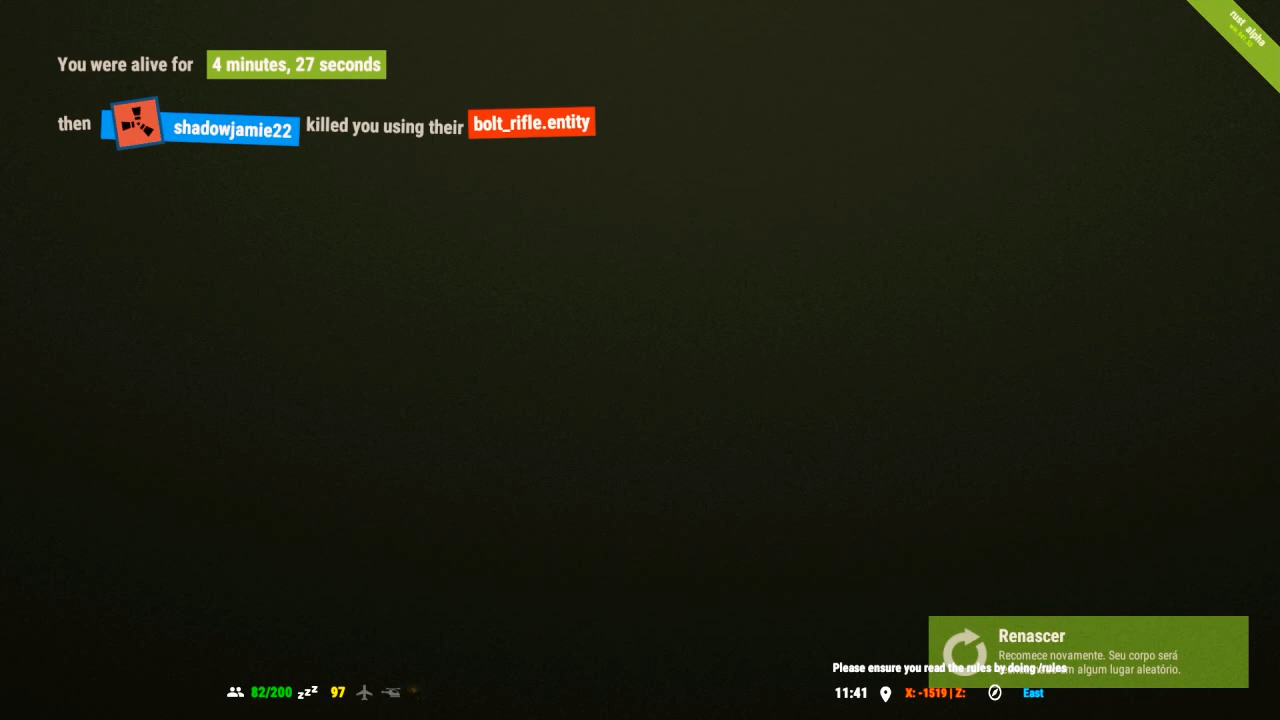 You were alive for 4 minutes, 27 seconds
then shadowjamie22 killed you using their bolt_rifle.entity
rust alpha
Renascer
Recomece novamente. Seu corpo será
em algum lugar aleatório.
Please ensure you read the rules by doing /rules
82/200 zzz 97
11:41 X: -1519 | Z: East